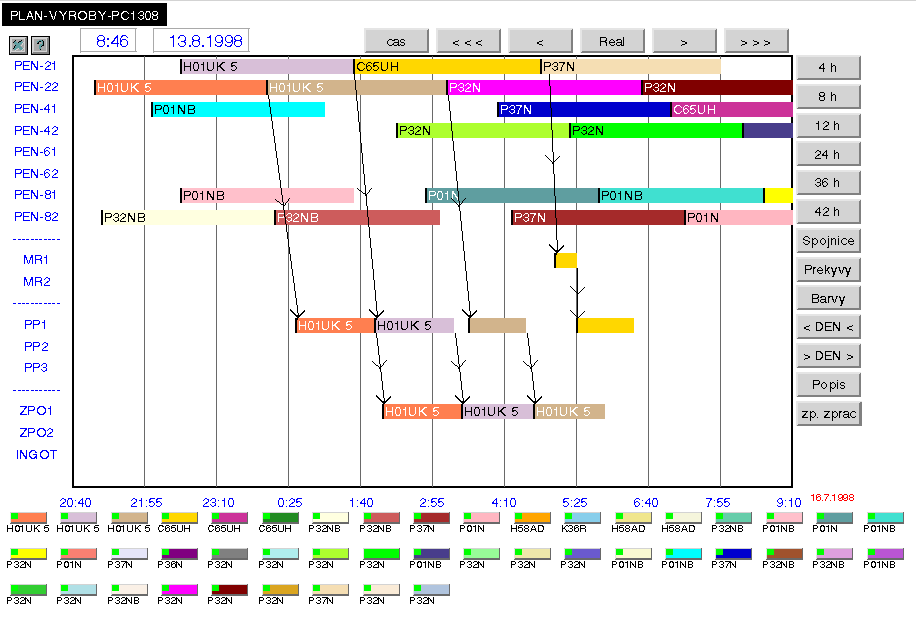 PLAN-VYROBY-PC1308
? 8:46 13.8.1998 cas < < < < Real > > > >
PEN-21 H01UK 5 C65UH P37N 4 h
PEN-22 H01UK 5 H01UK 5 P32N P32N
8 h
PEN-41 P01NB P37N C65UH
PEN-42 P32N P32N 12 h
PEN-61 24 h
PEN-62 36 h
PEN-81 P01NB P01N P01NB
PEN-82 P32NB P32NB P37N P01N 42 h
Spojnice
MR1
Prekyvy
MR2
Barvy
PP1 H01UK 5 H01UK 5 < DEN <
PP2
> DEN >
PP3
Popis
ZPO1 H01UK 5 H01UK 5 H01UK 5 zp. zprac
ZPO2
INGOT
20:40 21:55 23:10 0:25 1:40 2:55 4:10 5:25 6:40 7:55 9:10 16.7.1998
H01UK 5 H01UK 5 H01UK 5 C65UH C65UH C65UH P32NB P32NB P37N P01N H58AD K36R H58AD H58AD P32NB P01NB P01N P01NB
P32N P01N P37N P36N P32N P32N P32N P32N P01NB P32N P32N P32N P01NB P01NB P37N P32NB P32NB P01NB
P32N P32N P32NB P32N P32N P32N P37N P32N P32N